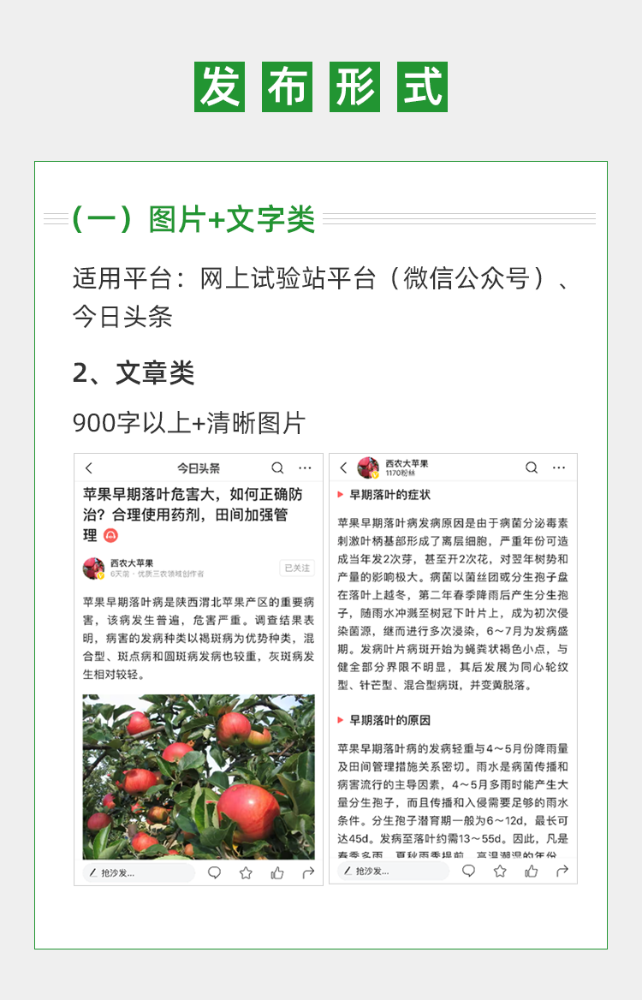 发布形式
（一）图片+文字类
适用平台：网上试验站平台（微信公众号）、
今日头条
2、文章类
900字以上+清晰图片
今日头条
苹果早期落叶危害大，如何正确防
治？合理使用药剂，田间加强管
理
西农大苹果
6天前·优质三农领域创作者
已关注
苹果早期落叶病是陕西渭北苹果产区的重要病
害，该病发生普遍，危害严重。调查结果表
明，病害的发病种类以褐斑病为优势种类，混
合型、斑点病和圆斑病发病也较重，灰斑病发
生相对较轻。
抢沙发...
西农大苹果
1170粉丝
早期落叶的症状
苹果早期落叶病发病原因是由于病菌分泌毒素
刺激叶柄基部形成了离层细胞，严重年份可造
成当年发2次芽，甚至开2次花，对翌年树势和
产量的影响极大。病菌以菌丝团或分生孢子盘
在落叶上越冬，第二年春季降雨后产生分生孢
子，随雨水冲溅至树冠下叶片上，成为初次侵
染菌源，继而进行多次浸染，6～7月为发病盛
期。发病叶片病斑开始为蝇粪状褐色小点，与
健全部分界限不明显，其后发展为同心轮纹
型、针芒型、混合型病斑，并变黄脱落。
早期落叶的原因
苹果早期落叶病的发病轻重与4～5月份降雨量
及田间管理措施关系密切。雨水是病菌传播和
病害流行的主导因素，4～5月多雨时能产生大
量分生孢子，而且传播和入侵需要足够的雨水
条件。分生孢子潜育期一般为6～12d，最长可
达45d。发病至落叶约需13～55d。因此，凡是
春季多雨、夏秋雨季提前、高温潮湿的年份，
抢沙发...